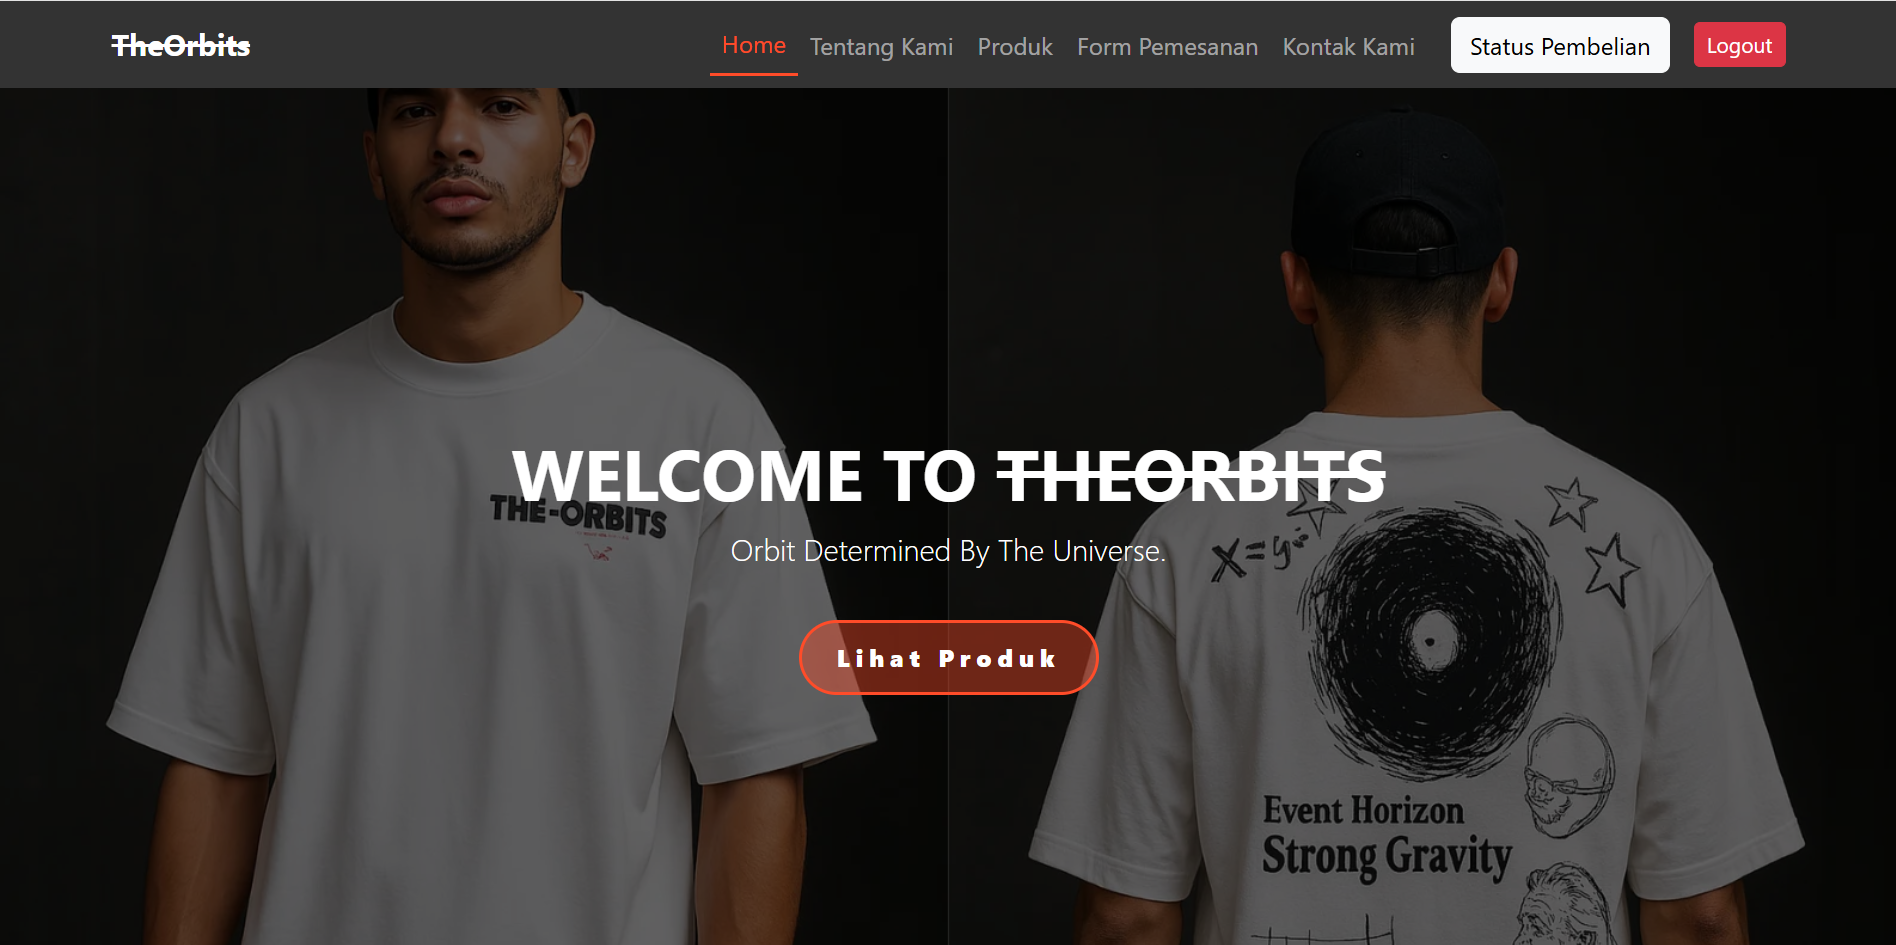 TheOrbits
Home
Tentang Kami
Produk
Form Pemesanan
Kontak Kami
Status Pembelian
Logout
WELCOME TO THEORBITS
THE-ORBITS
Orbit Determined By The Universe.
X=y
Lihat Produk
Event Horizon
Strong Gravity